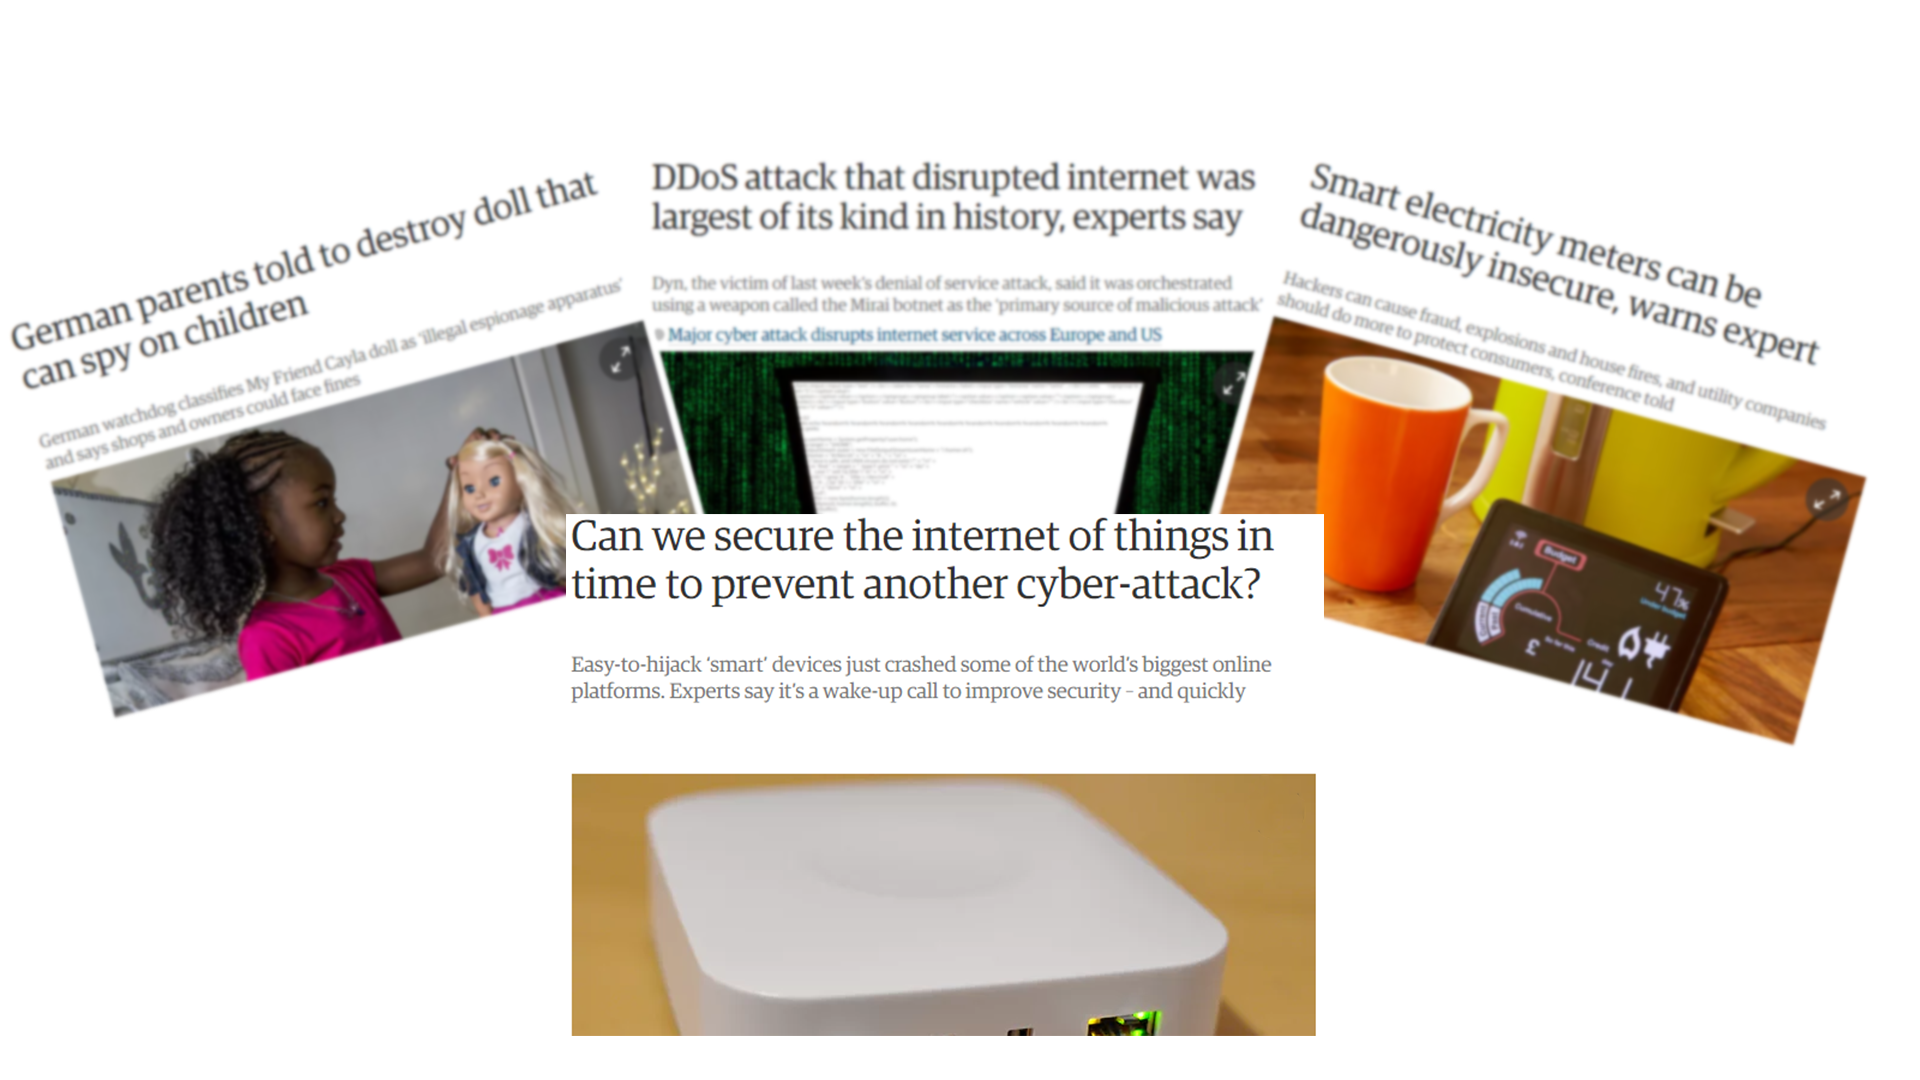 German parents told to destroy doll that
can spy on children
German watchdog classifies My Friend Cayla doll as 'illegal espionage apparatus'
and says shops and owners could face fines
DDoS attack that disrupted internet was
largest of its kind in history, experts say
Dyn, the victim of last week's denial of service attack, said it was orchestrated
using a weapon called the Mirai botnet as the 'primary source of malicious attack'
Major cyber attack disrupts internet service across Europe and US
Smart electricity meters can be
dangerously insecure, warns expert
Hackers can cause fraud, explosions and house fires, and utility companies
should do more to protect consumers, conference told
Budget
47%
Under budget
Cumulative
Credit
£
Can we secure the internet of things in
time to prevent another cyber-attack?
Easy-to-hijack ‘smart’ devices just crashed some of the world’s biggest online
platforms. Experts say it’s a wake-up call to improve security – and quickly